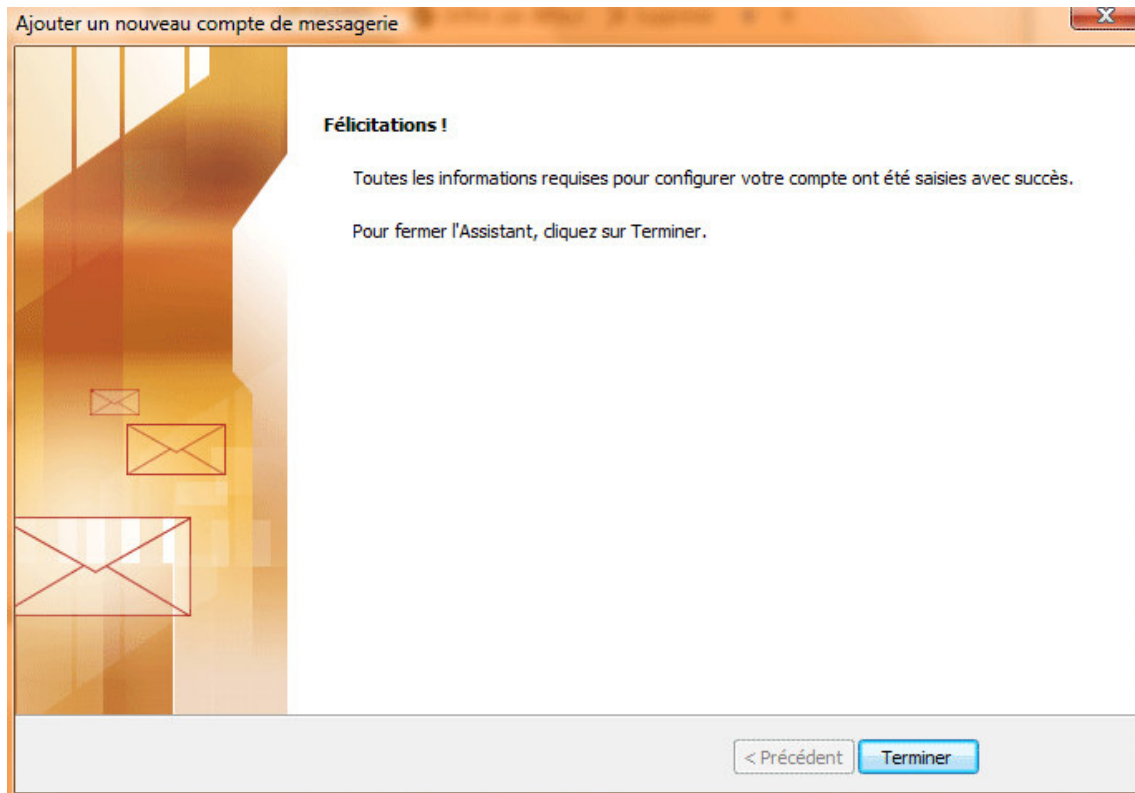 Ajouter un nouveau compte de messagerie
Félicitations !
Toutes les informations requises pour configurer votre compte ont été saisies avec succès.
Pour fermer l'Assistant, cliquez sur Terminer.
< Précédent
Terminer